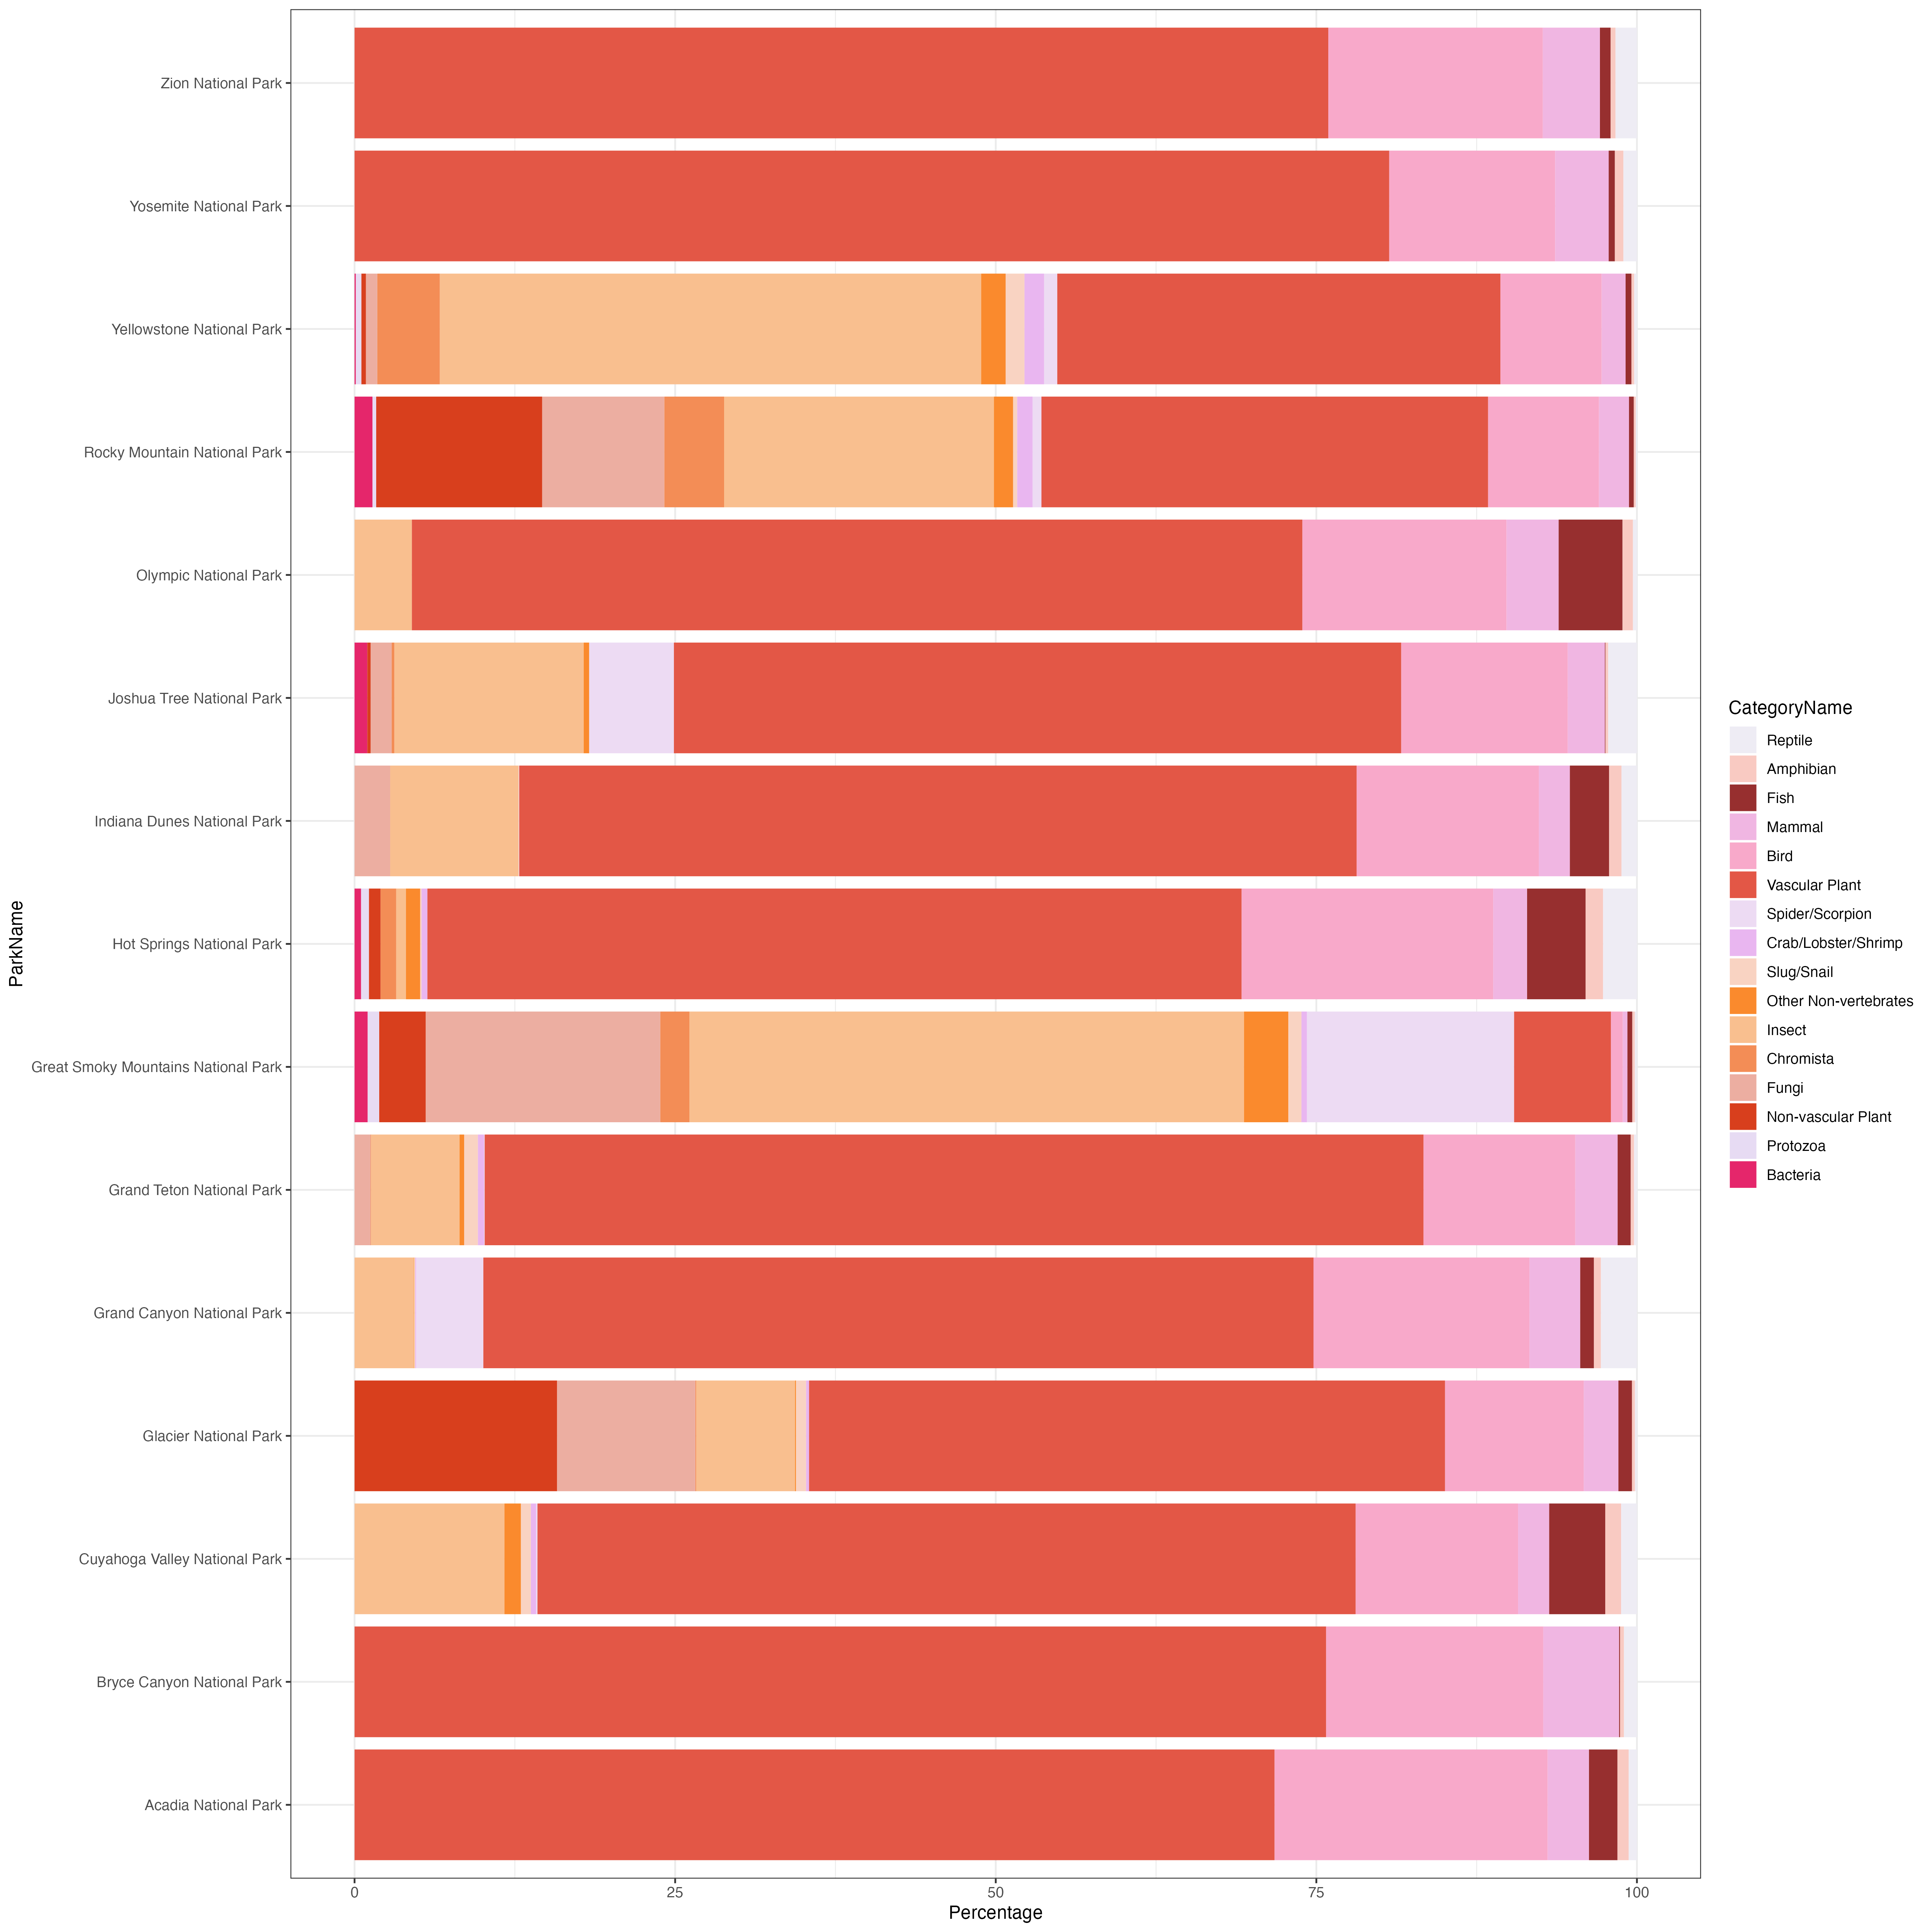 Zion National Park
Yosemite National Park
Yellowstone National Park
Rocky Mountain National Park
Olympic National Park
Joshua Tree National Park
Indiana Dunes National Park
Hot Springs National Park
Great Smoky Mountains National Park
Grand Teton National Park
Grand Canyon National Park
Glacier National Park
Cuyahoga Valley National Park
Bryce Canyon National Park
Acadia National Park
ParkName
0
25
50
75
100
Percentage
CategoryName
Reptile
Amphibian
Fish
Mammal
Bird
Vascular Plant
Spider/Scorpion
Crab/Lobster/Shrimp
Slug/Snail
Other Non-vertebrates
Insect
Chromista
Fungi
Non-vascular Plant
Protozoa
Bacteria